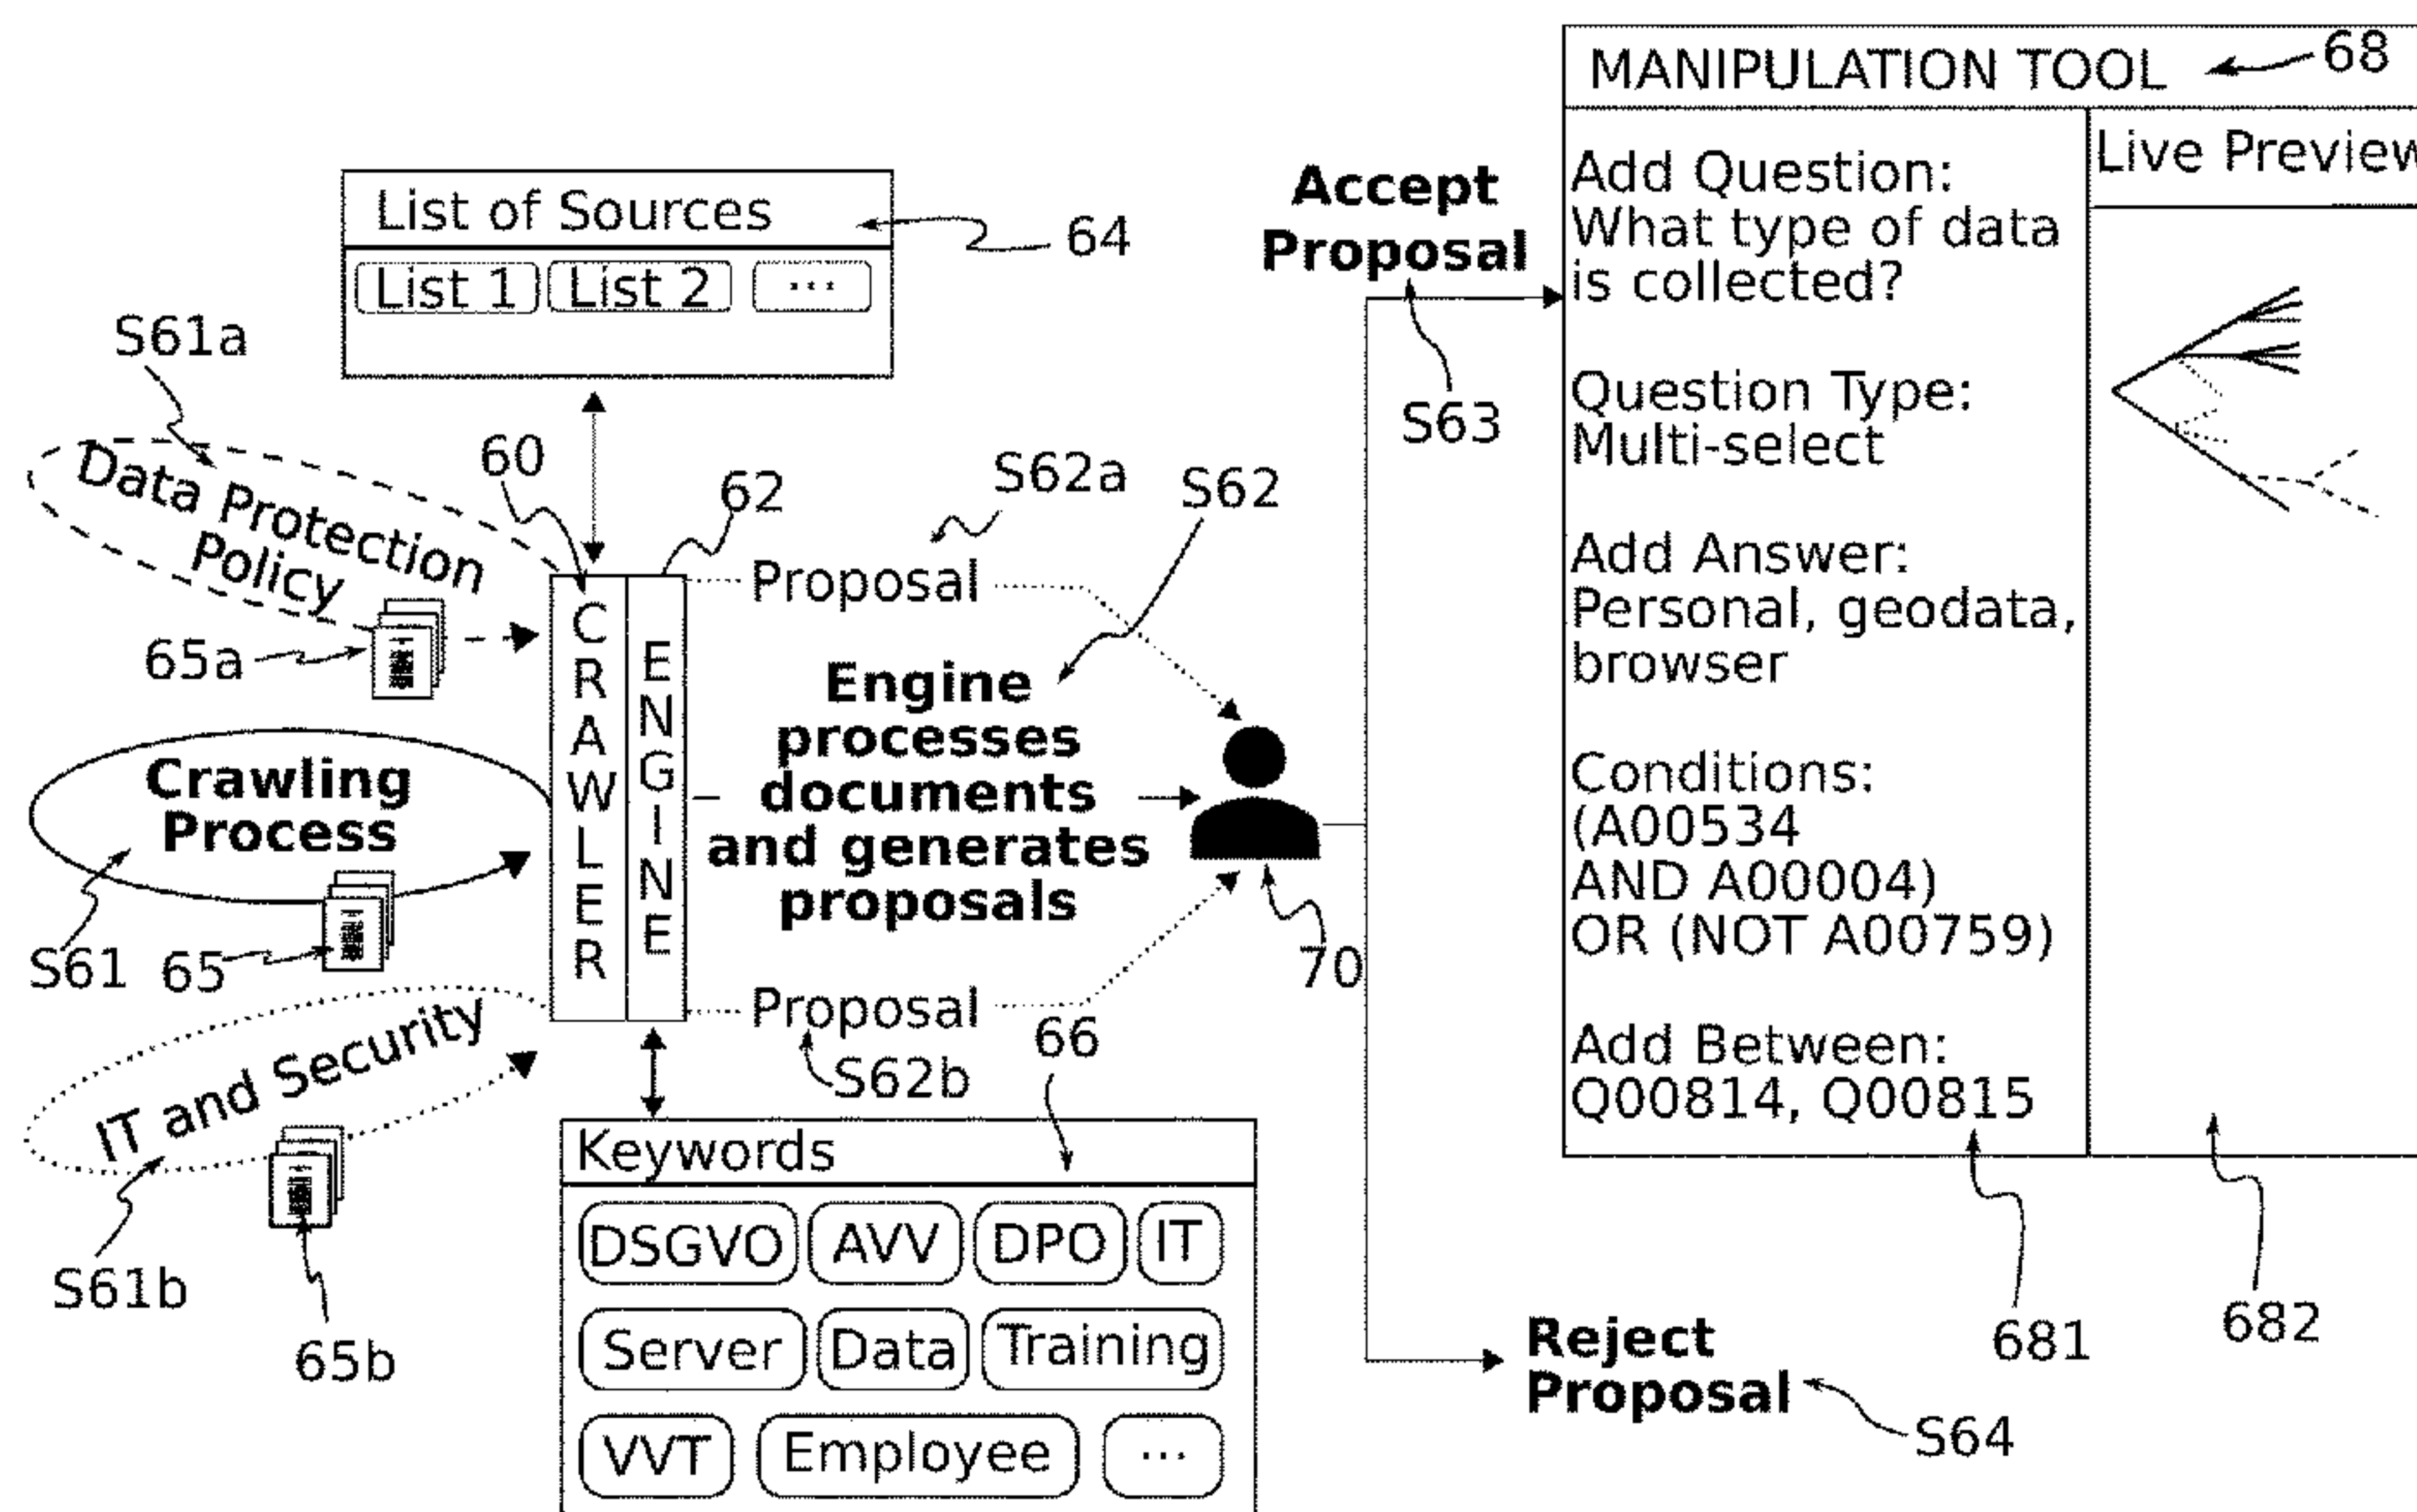 MANIPULATION TOOL
68
Live Preview
Add Question:
What type of data
is collected?
Question Type:
Multi-select
Add Answer:
Personal, geodata,
browser
Conditions:
(A00534
AND A00004)
OR (NOT A00759)
Add Between:
Q00814, Q00815
681
682
Accept
Proposal
S63
List of Sources
64
List 1
List 2
...
S61a
Data Protection
Policy
65a
60
62
S62a
S62
Proposal
CRAWLER
ENGINE
Engine
processes
documents
and generates
proposals
Crawling
Process
S61
65
70
Proposal
S62b
66
IT and Security
S61b
65b
Keywords
DSGVO
AVV
DPO
IT
Server
Data
Training
VVT
Employee
...
Reject
Proposal
S64